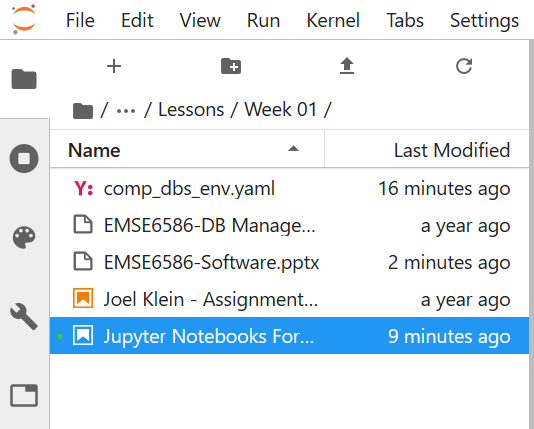 File Edit View Run Kernel Tabs Settings
/ ··· / Lessons / Week 01 /
Name Last Modified
Y: comp_dbs_env.yaml 16 minutes ago
EMSE6586-DB Manage... a year ago
EMSE6586-Software.pptx 2 minutes ago
Joel Klein - Assignment... a year ago
Jupyter Notebooks For... 9 minutes ago